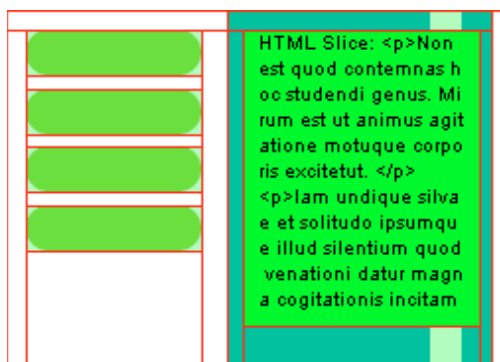 HTML Slice: <p>Non
est quod contemnas h
oc studendi genus. Mi
rum est ut animus agit
atione motuque corpo
ris excitetut. </p>
<p>Iam undique silva
e et solitudo ipsumqu
e illud silentium quod
venationi datur magn
a cogitationis incitam